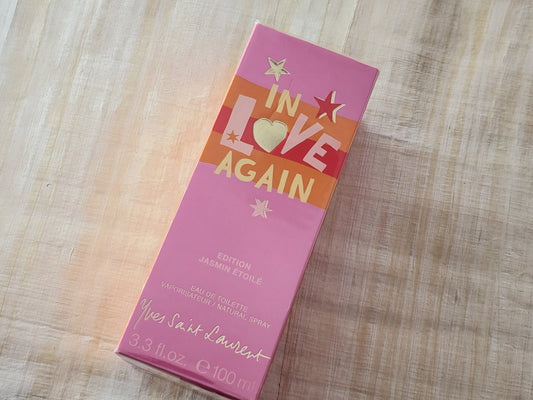 IN
LOVE
AGAIN
EDITION
JASMIN ÉTOILÉ
EAU DE TOILETTE
VAPORISATEUR / NATURAL SPRAY
Yves Saint Laurent
3.3 fl.oz. ℮ 100 ml